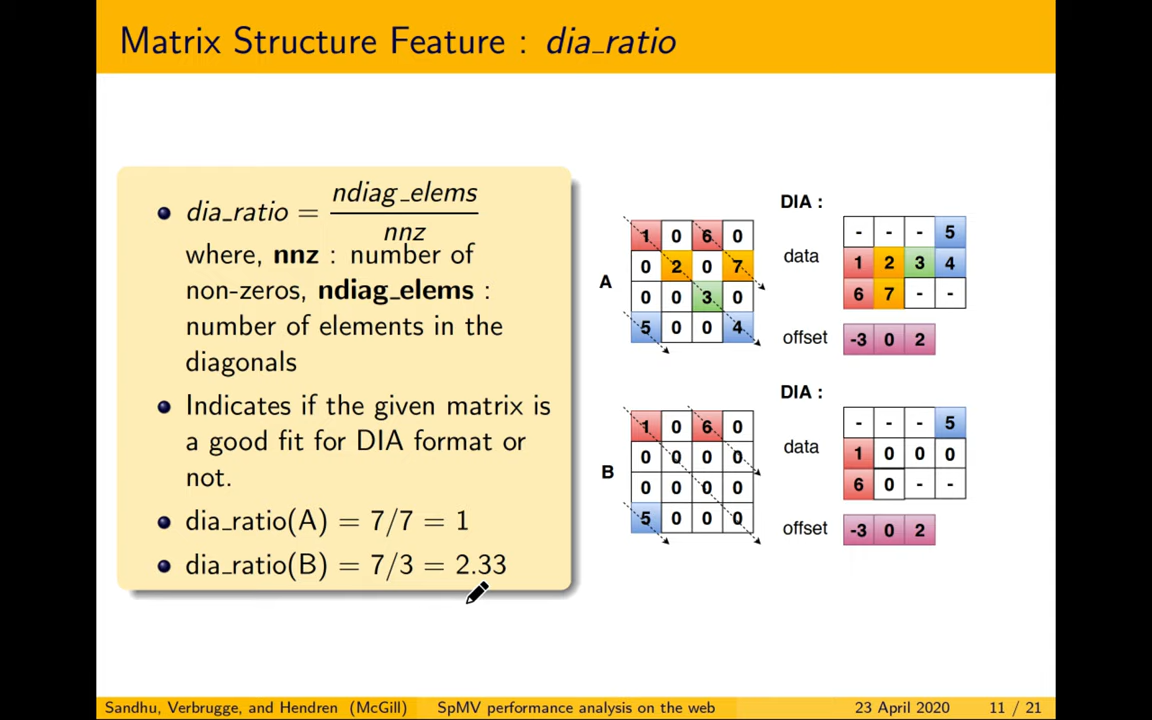 Matrix Structure Feature : dia_ratio
dia_ratio = ndiag_elems
nnz
where, nnz : number of
non-zeros, ndiag_elems :
number of elements in the
diagonals
Indicates if the given matrix is
a good fit for DIA format or
not.
dia_ratio(A) = 7/7 = 1
dia_ratio(B) = 7/3 = 2.33
A
1 0 6 0
0 2 0 7
0 0 3 0
5 0 0 4
DIA :
data
- - - 5
1 2 3 4
6 7 - -
offset
-3 0 2
B
1 0 6 0
0 0 0 0
0 0 0 0
5 0 0 0
DIA :
data
- - - 5
1 0 0 0
6 0 - -
offset
-3 0 2
Sandhu, Verbrugge, and Hendren (McGill) SpMV performance analysis on the web 23 April 2020 11 / 21